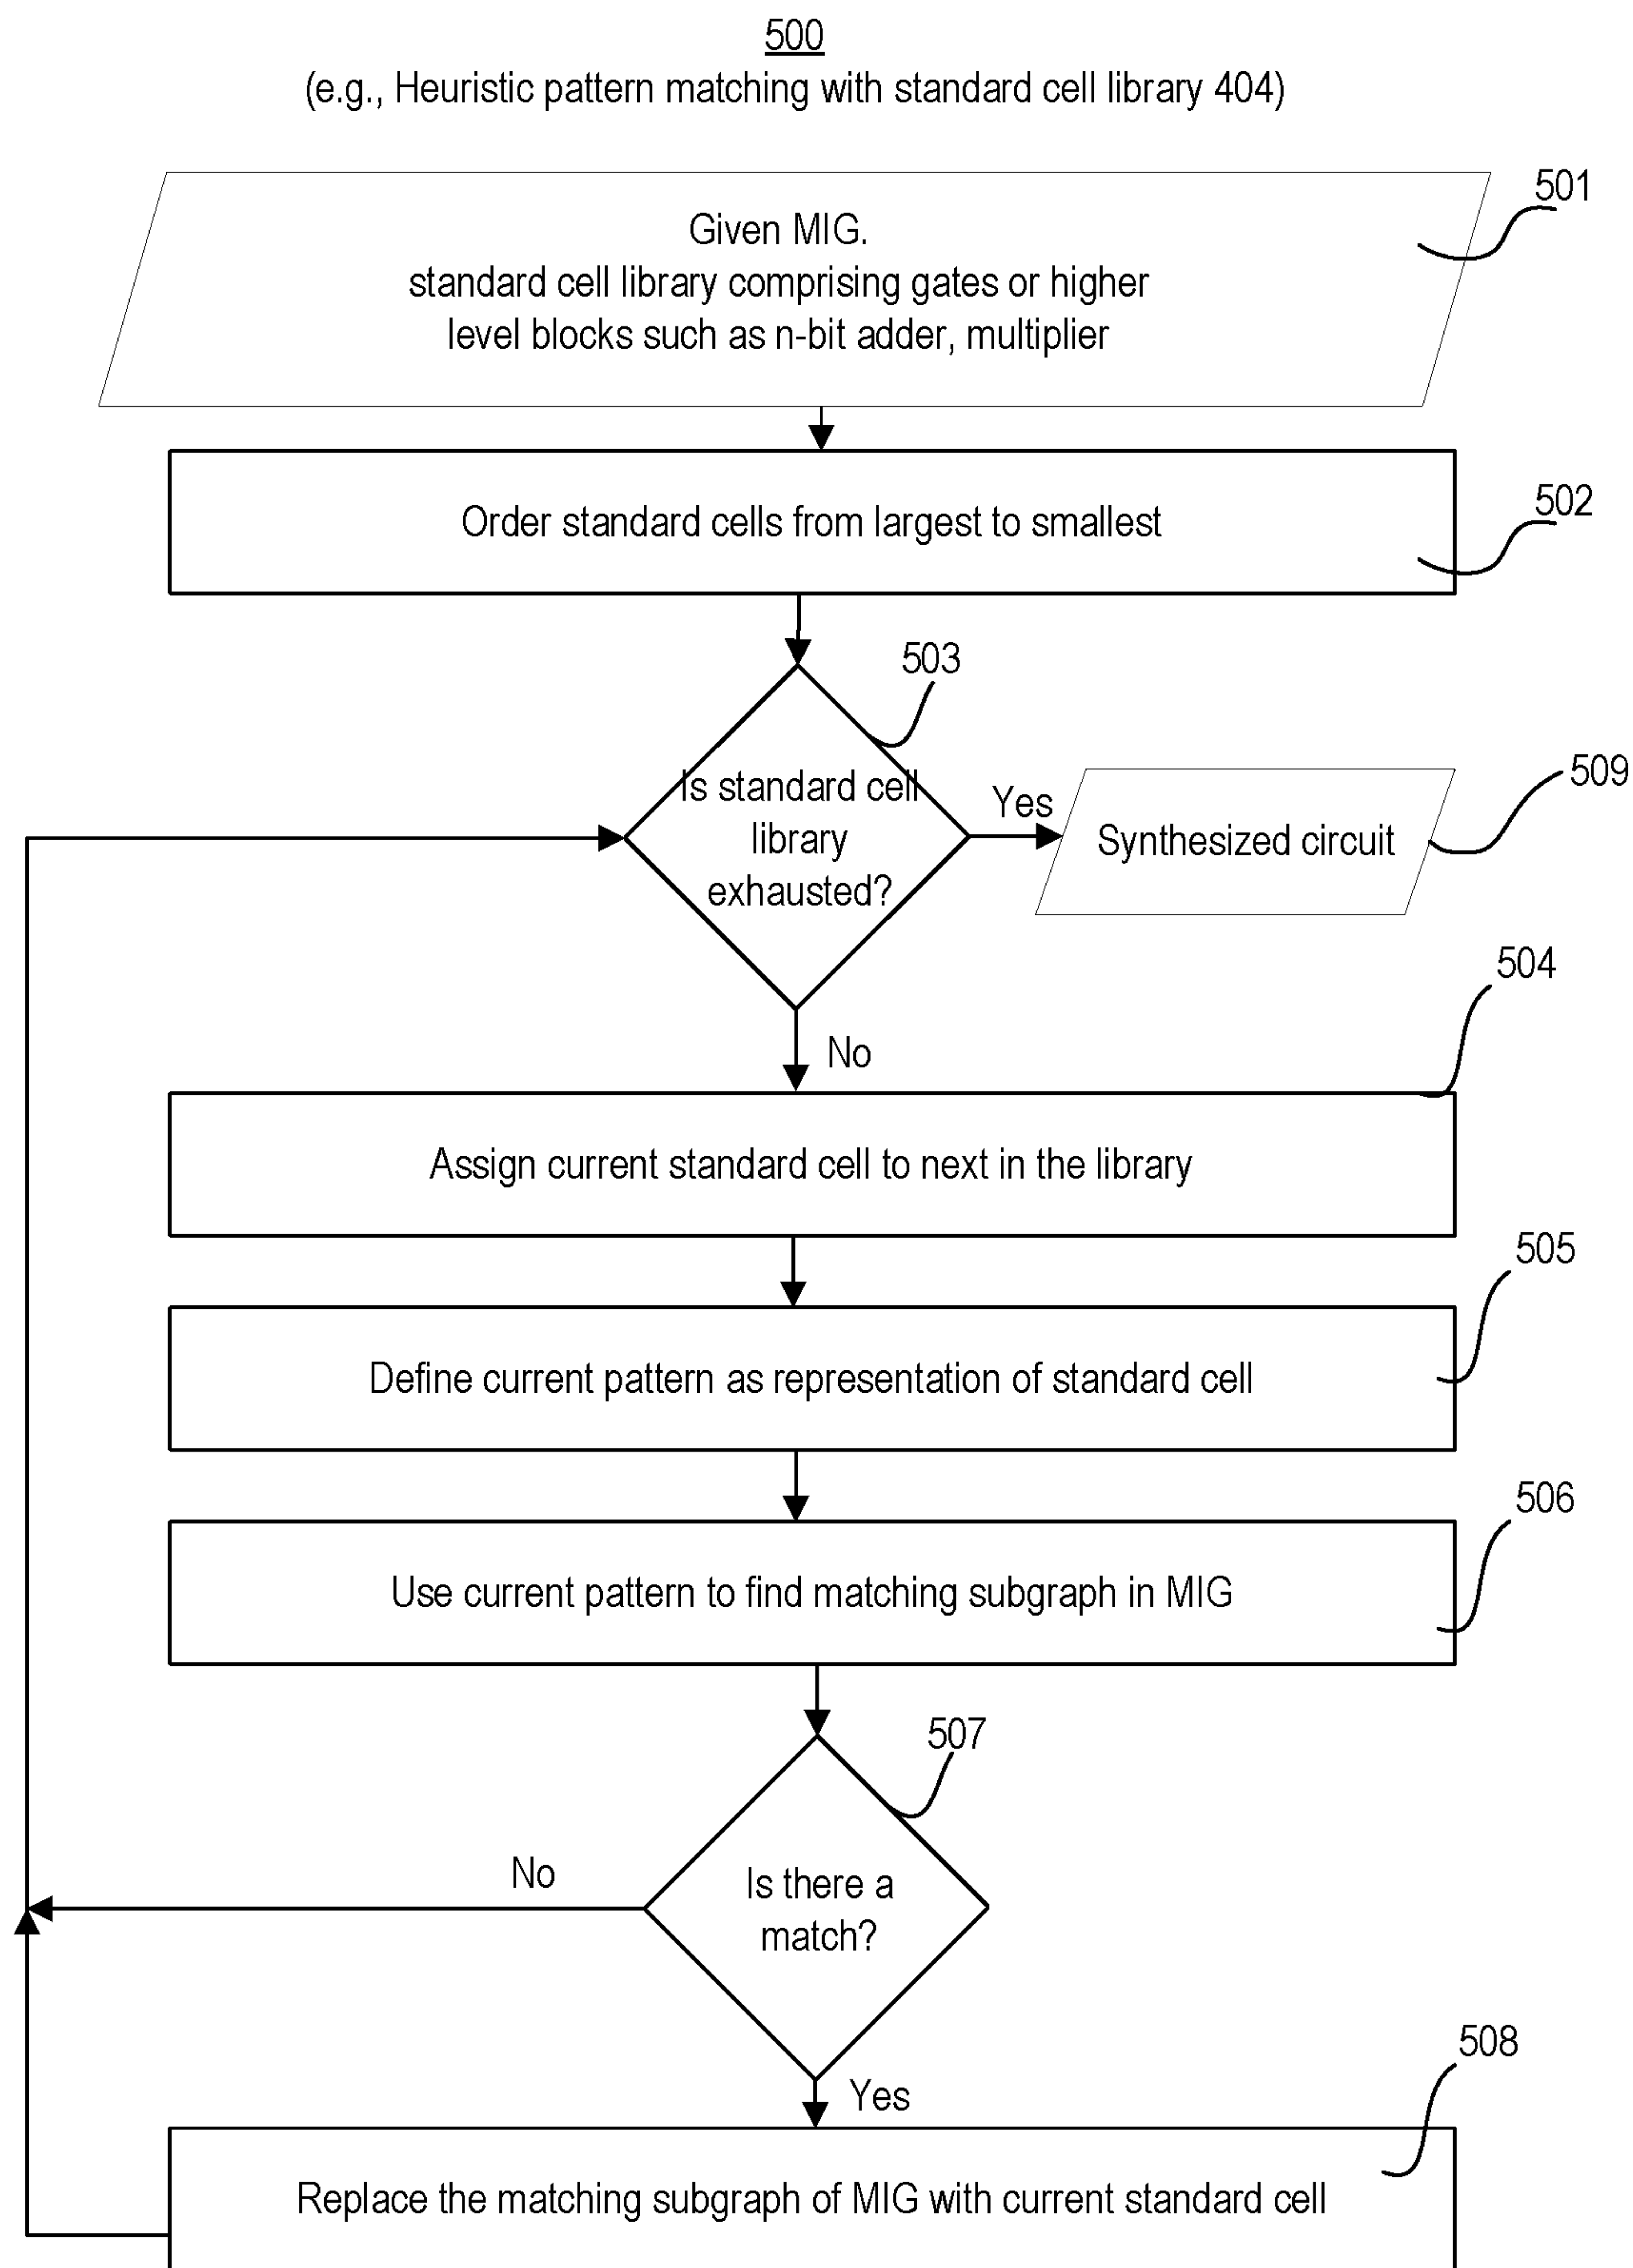 500
(e.g., Heuristic pattern matching with standard cell library 404)
501
Given MIG.
standard cell library comprising gates or higher
level blocks such as n-bit adder, multiplier
502
Order standard cells from largest to smallest
503
Is standard cell
library
exhausted?
Yes
Synthesized circuit
509
No
504
Assign current standard cell to next in the library
505
Define current pattern as representation of standard cell
506
Use current pattern to find matching subgraph in MIG
507
Is there a
match?
No
Yes
508
Replace the matching subgraph of MIG with current standard cell